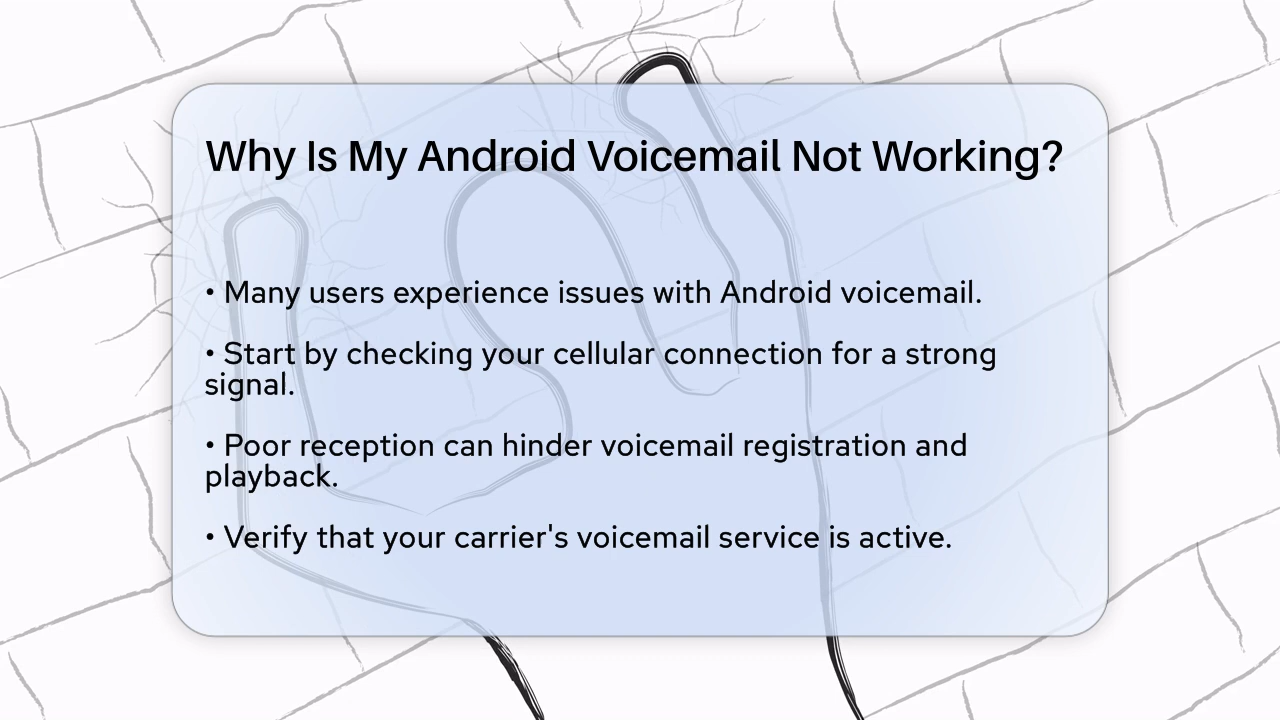 Why Is My Android Voicemail Not Working?
• Many users experience issues with Android voicemail.
• Start by checking your cellular connection for a strong
signal.
• Poor reception can hinder voicemail registration and
playback.
• Verify that your carrier's voicemail service is active.